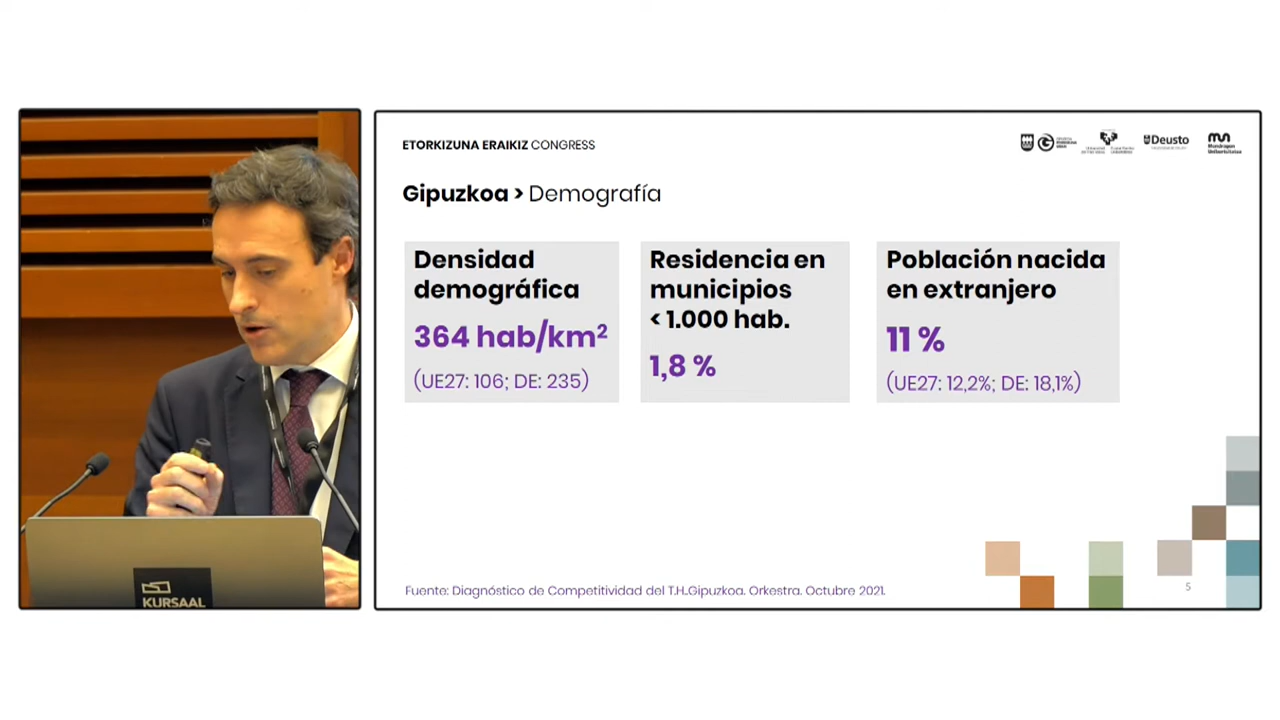 ETORKIZUNA ERAIKIZ CONGRESS
Deusto
Mondragon
Unibertsitatea
Gipuzkoa > Demografía
Densidad
demográfica
364 hab/km²
(UE27: 106; DE: 235)
Residencia en
municipios
< 1.000 hab.
1,8 %
Población nacida
en extranjero
11 %
(UE27: 12,2%; DE: 18,1%)
Fuente: Diagnóstico de Competitividad del T.H..Gipuzkoa. Orkestra. Octubre 2021.
5
KURSAAL